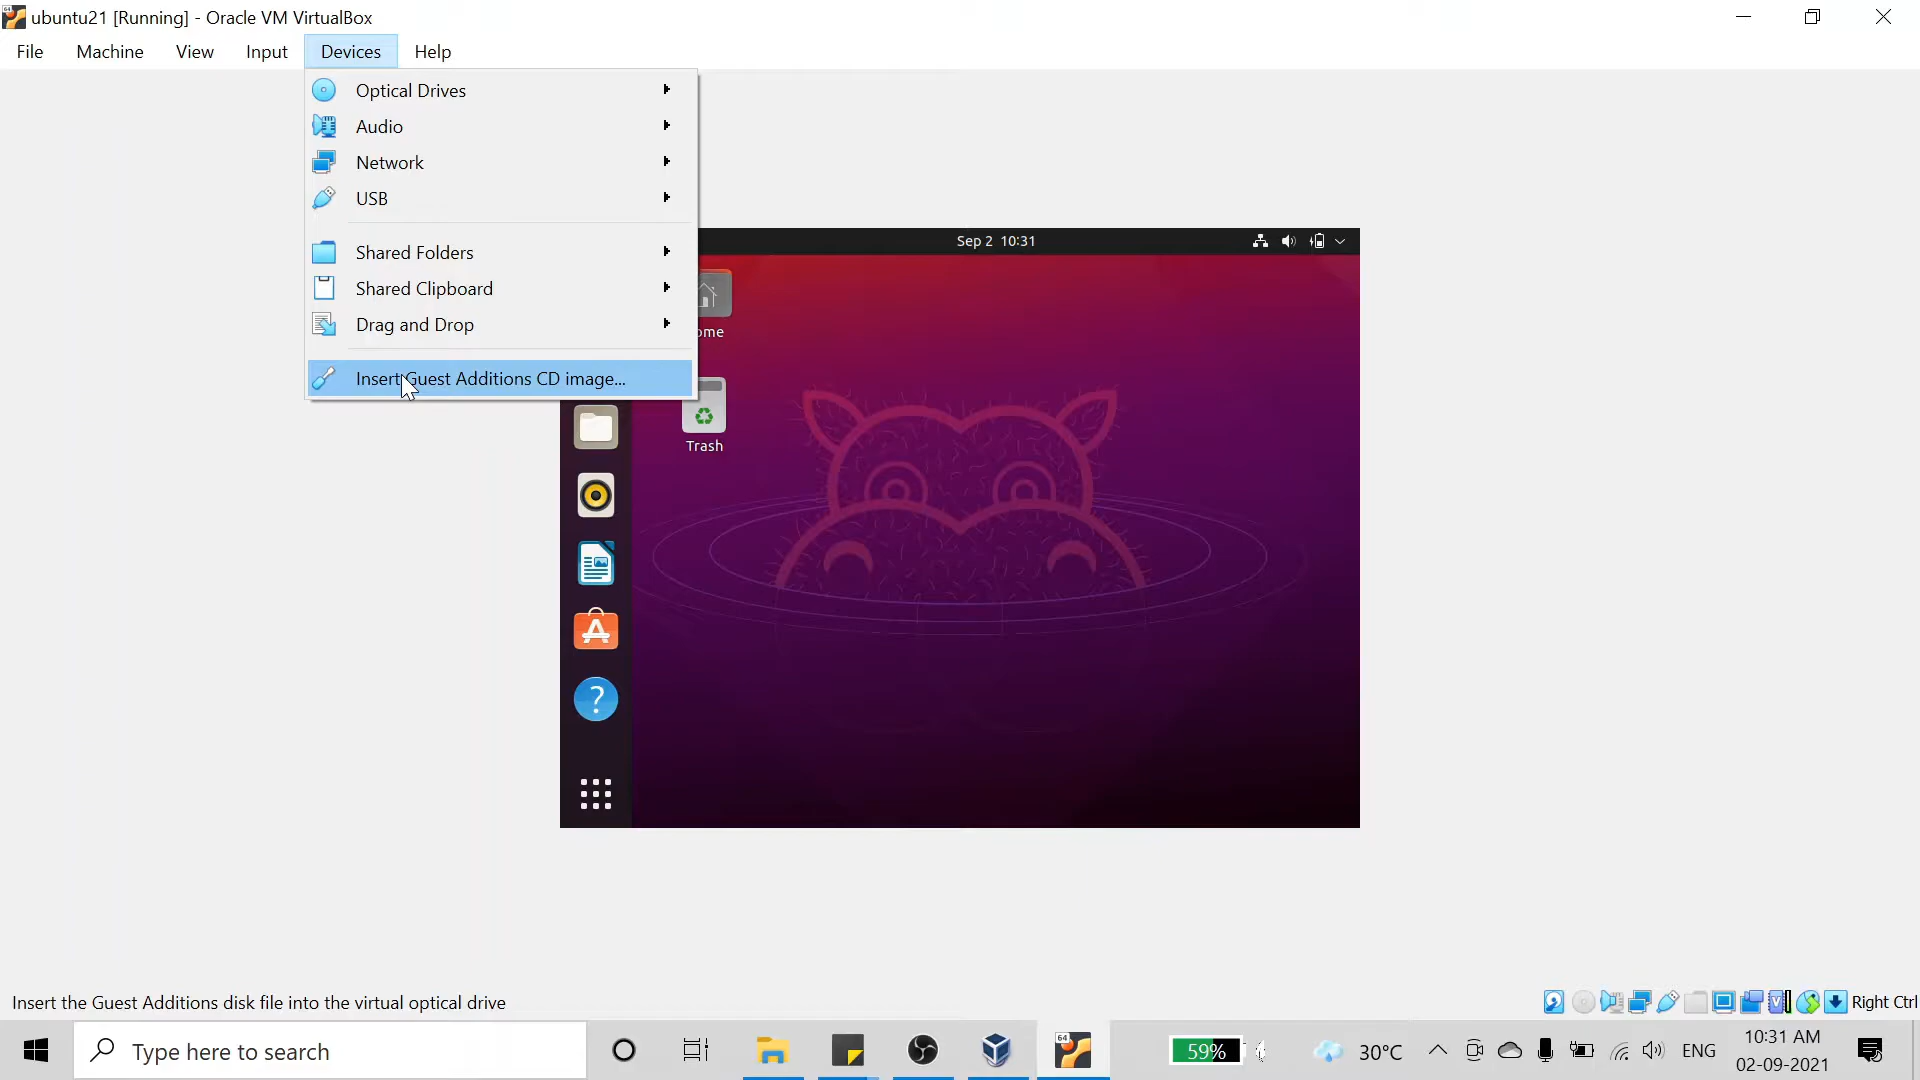 ubuntu21 [Running] - Oracle VM VirtualBox
File Machine View Input Devices Help
Optical Drives
Audio
Network
USB
Shared Folders
Shared Clipboard
Drag and Drop
Insert Guest Additions CD image...
Sep 2 10:31
ome
Trash
Insert the Guest Additions disk file into the virtual optical drive
Right Ctrl
Type here to search
64
59%
30°C
ENG
10:31 AM
02-09-2021